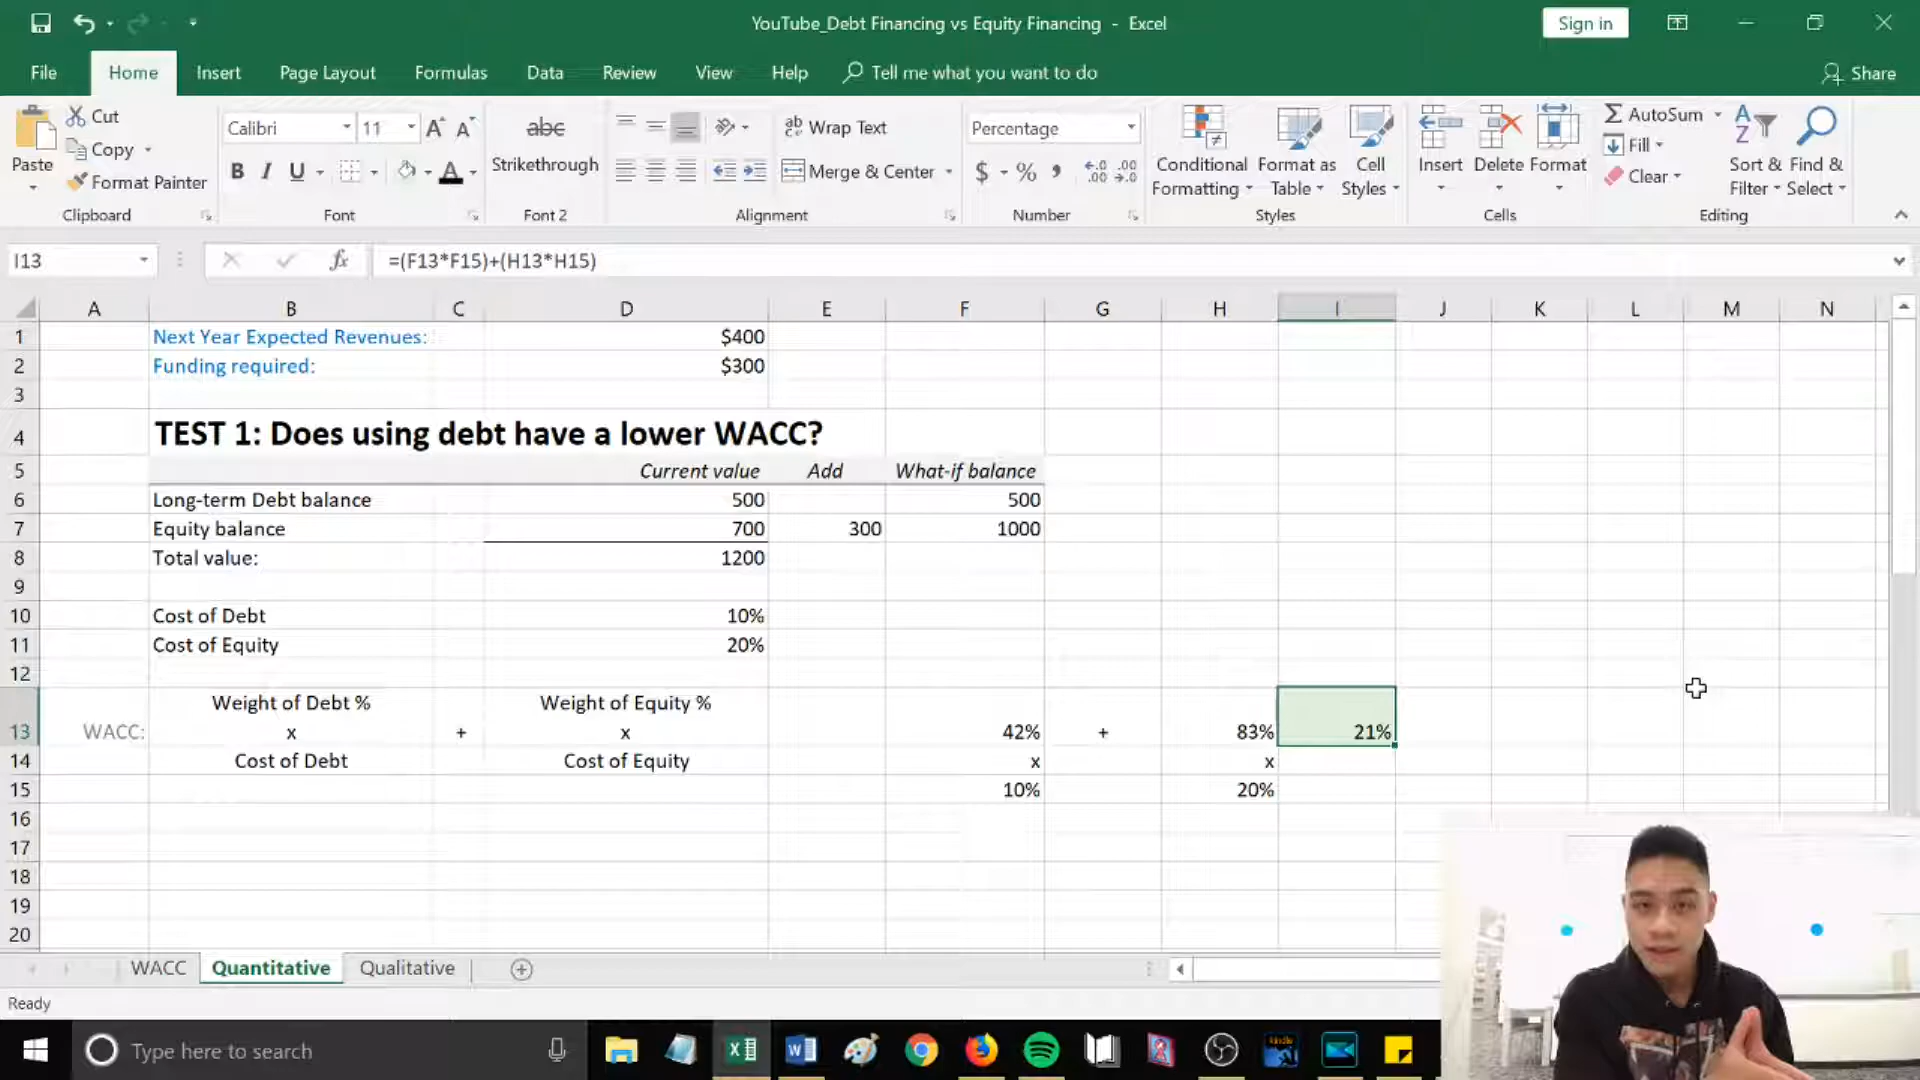 YouTube_Debt Financing vs Equity Financing - Excel
Sign in
File Home Insert Page Layout Formulas Data Review View Help Tell me what you want to do Share
Paste
Cut
Copy
Format Painter
Clipboard
Calibri 11
B I U
Font
abc
Strikethrough
Font 2
Wrap Text
Merge & Center
Alignment
Percentage
$ % ,
Number
Conditional Formatting
Format as Table
Cell Styles
Styles
Insert Delete Format
Cells
AutoSum
Fill
Clear
Sort & Filter
Find & Select
Editing
I13 fx =(F13*F15)+(H13*H15)
A B C D E F G H I J K L M N
1 Next Year Expected Revenues: $400
2 Funding required: $300
3
4 TEST 1: Does using debt have a lower WACC?
5 Current value Add What-if balance
6 Long-term Debt balance 500 500
7 Equity balance 700 300 1000
8 Total value: 1200
9
10 Cost of Debt 10%
11 Cost of Equity 20%
12
Weight of Debt % Weight of Equity %
13 WACC: x + x 42% + 83% 21%
14 Cost of Debt Cost of Equity x x
15 10% 20%
16
17
18
19
20
WACC Quantitative Qualitative
Ready
Type here to search
kindle